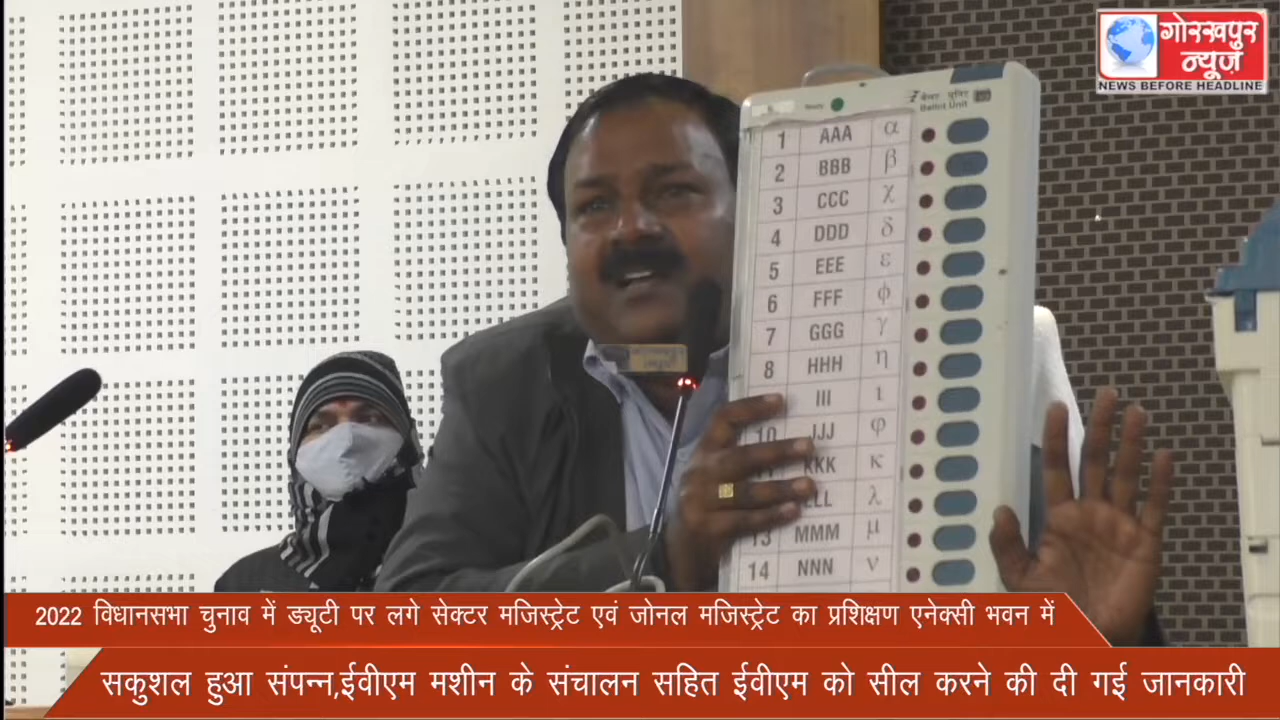 गोरखपुर
न्यूज़
NEWS BEFORE HEADLINE
Ready
बैलट यूनिट
Ballot Unit
1 AAA α
2 BBB β
3 CCC χ
4 DDD δ
5 EEE ε
6 FFF ϕ
7 GGG γ
8 HHH η
III ι
10 JJJ φ
KKK κ
LLL λ
13 MMM μ
14 NNN ν
2022 विधानसभा चुनाव में ड्यूटी पर लगे सेक्टर मजिस्ट्रेट एवं जोनल मजिस्ट्रेट का प्रशिक्षण एनेक्सी भवन में
सकुशल हुआ संपन्न,ईवीएम मशीन के संचालन सहित ईवीएम को सील करने की दी गई जानकारी